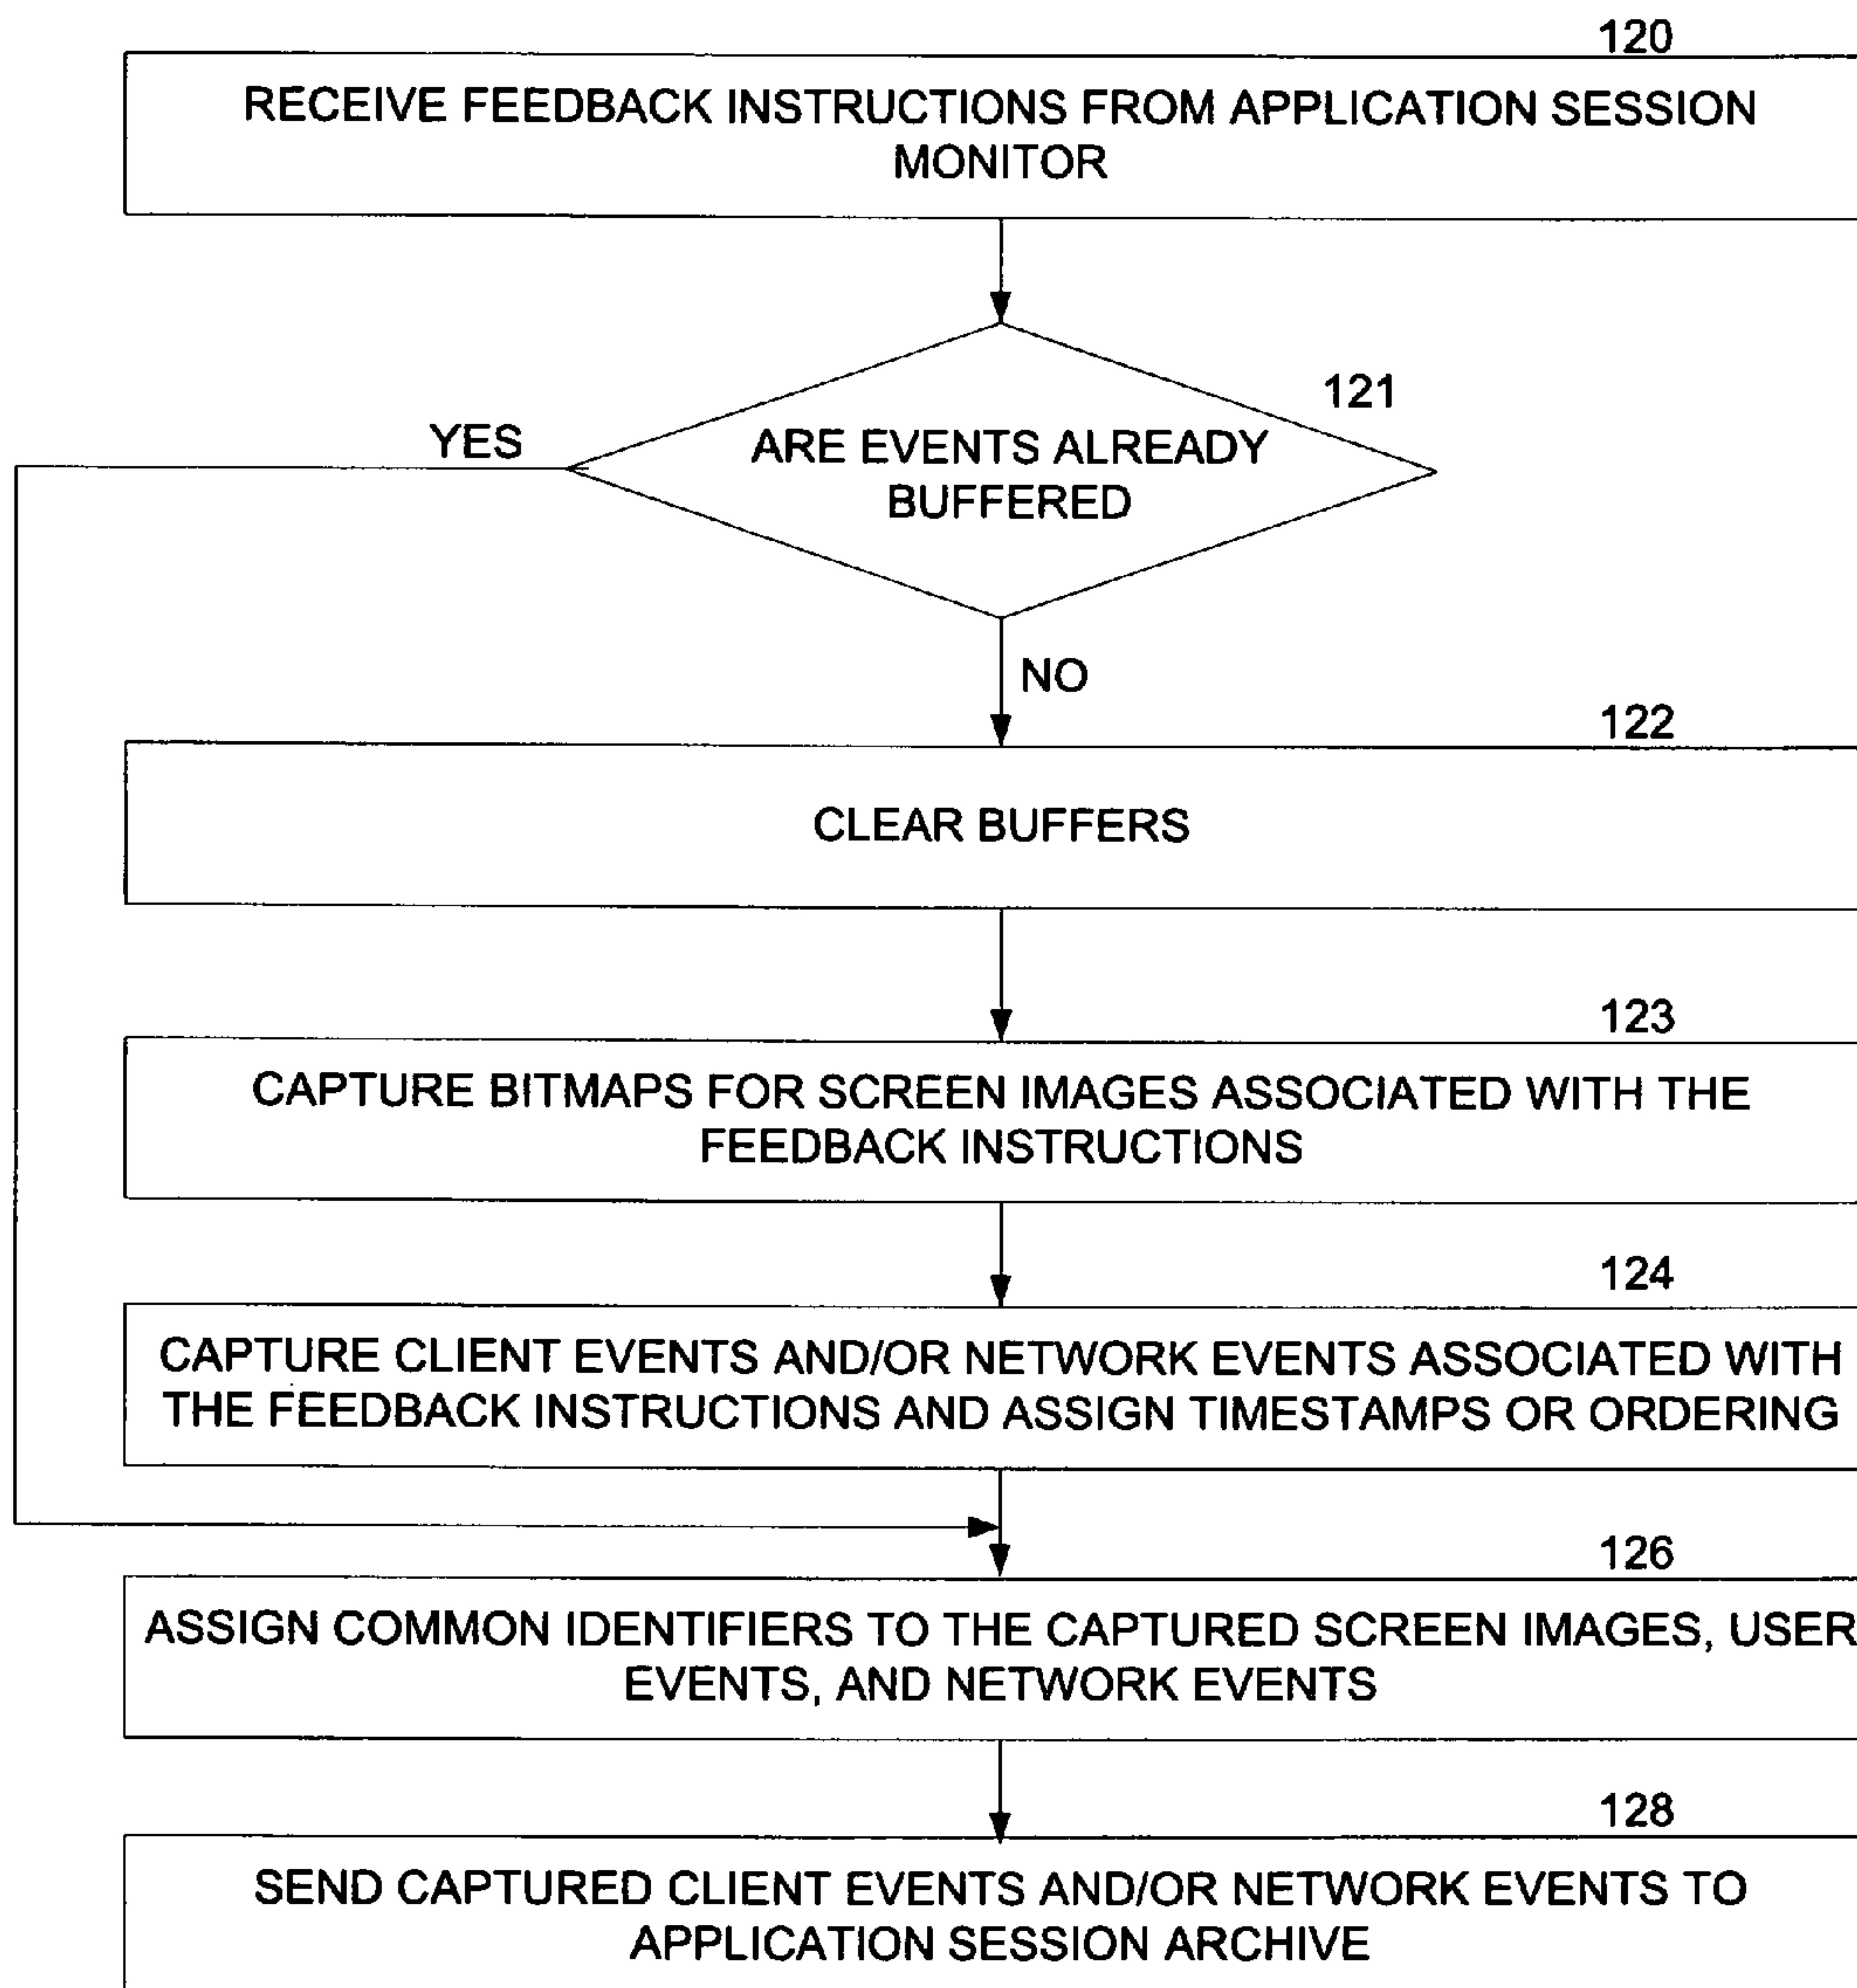 120
RECEIVE FEEDBACK INSTRUCTIONS FROM APPLICATION SESSION
MONITOR
121
YES
ARE EVENTS ALREADY
BUFFERED
NO
122
CLEAR BUFFERS
123
CAPTURE BITMAPS FOR SCREEN IMAGES ASSOCIATED WITH THE
FEEDBACK INSTRUCTIONS
124
CAPTURE CLIENT EVENTS AND/OR NETWORK EVENTS ASSOCIATED WITH
THE FEEDBACK INSTRUCTIONS AND ASSIGN TIMESTAMPS OR ORDERING
126
ASSIGN COMMON IDENTIFIERS TO THE CAPTURED SCREEN IMAGES, USER
EVENTS, AND NETWORK EVENTS
128
SEND CAPTURED CLIENT EVENTS AND/OR NETWORK EVENTS TO
APPLICATION SESSION ARCHIVE